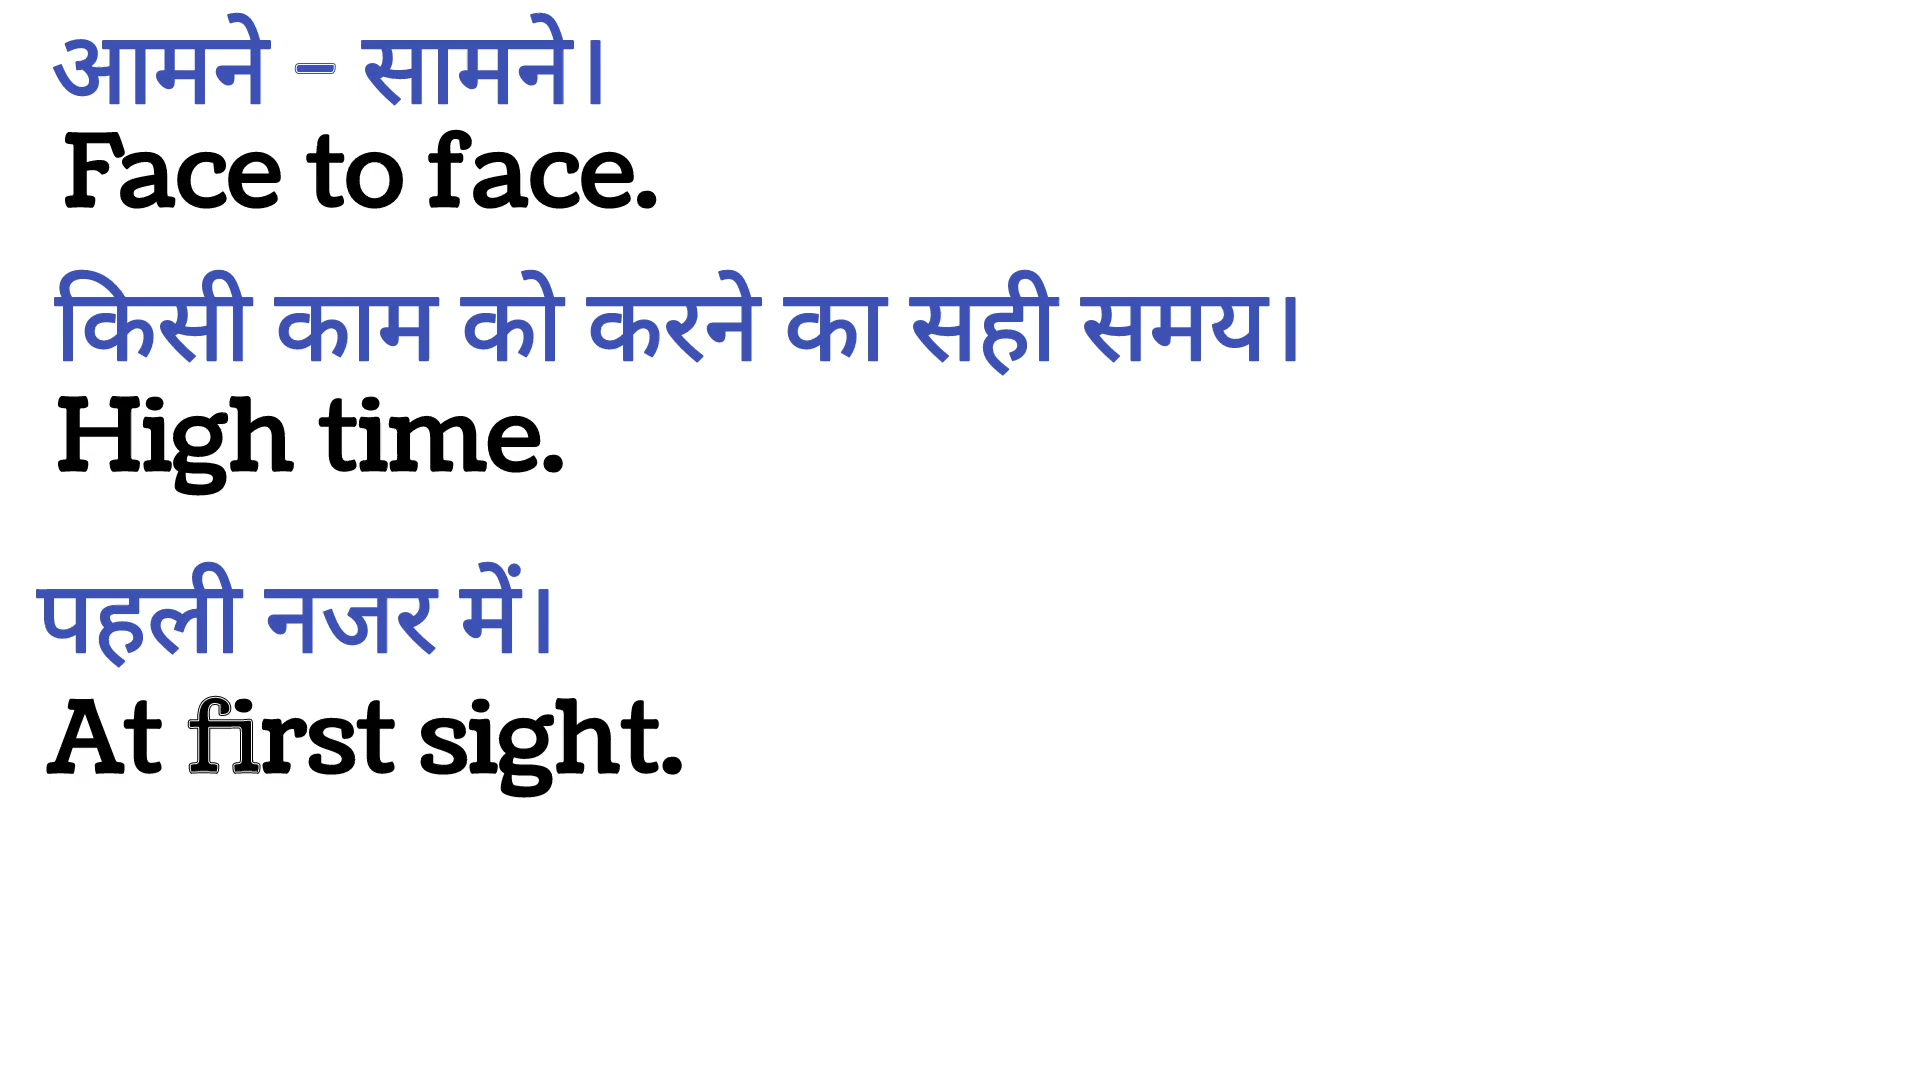 आमने - सामने।
Face to face.
किसी काम को करने का सही समय।
High time.
पहली नजर में।
At first sight.